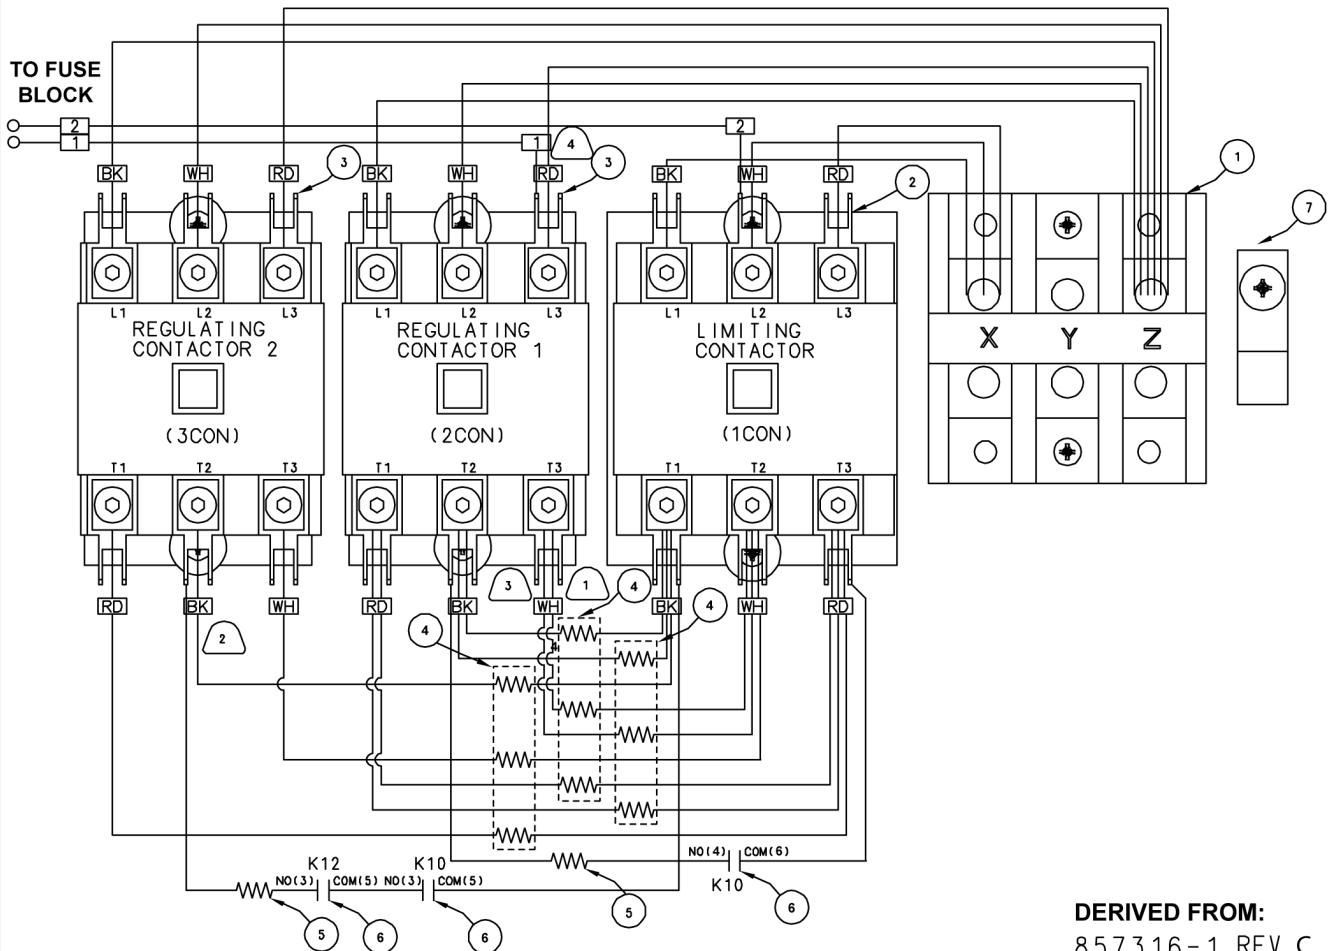 TO FUSE
BLOCK
2
1
1
4
2
BK
WH
RD
3
BK
WH
RD
3
BK
WH
RD
2
1
7
L1
L2
L3
L1
L2
L3
L1
L2
L3
REGULATING
CONTACTOR 2
REGULATING
CONTACTOR 1
LIMITING
CONTACTOR
X
Y
Z
(3CON)
(2CON)
(1CON)
T1
T2
T3
T1
T2
T3
T1
T2
T3
RD
BK
WH
RD
BK
3
WH
1
4
BK
4
WH
RD
2
4
4
K12
K10
NO(3)
COM(5)
NO(3)
COM(5)
NO(4)
COM(6)
K10
5
6
6
5
6
DERIVED FROM:
857316-1 REV C